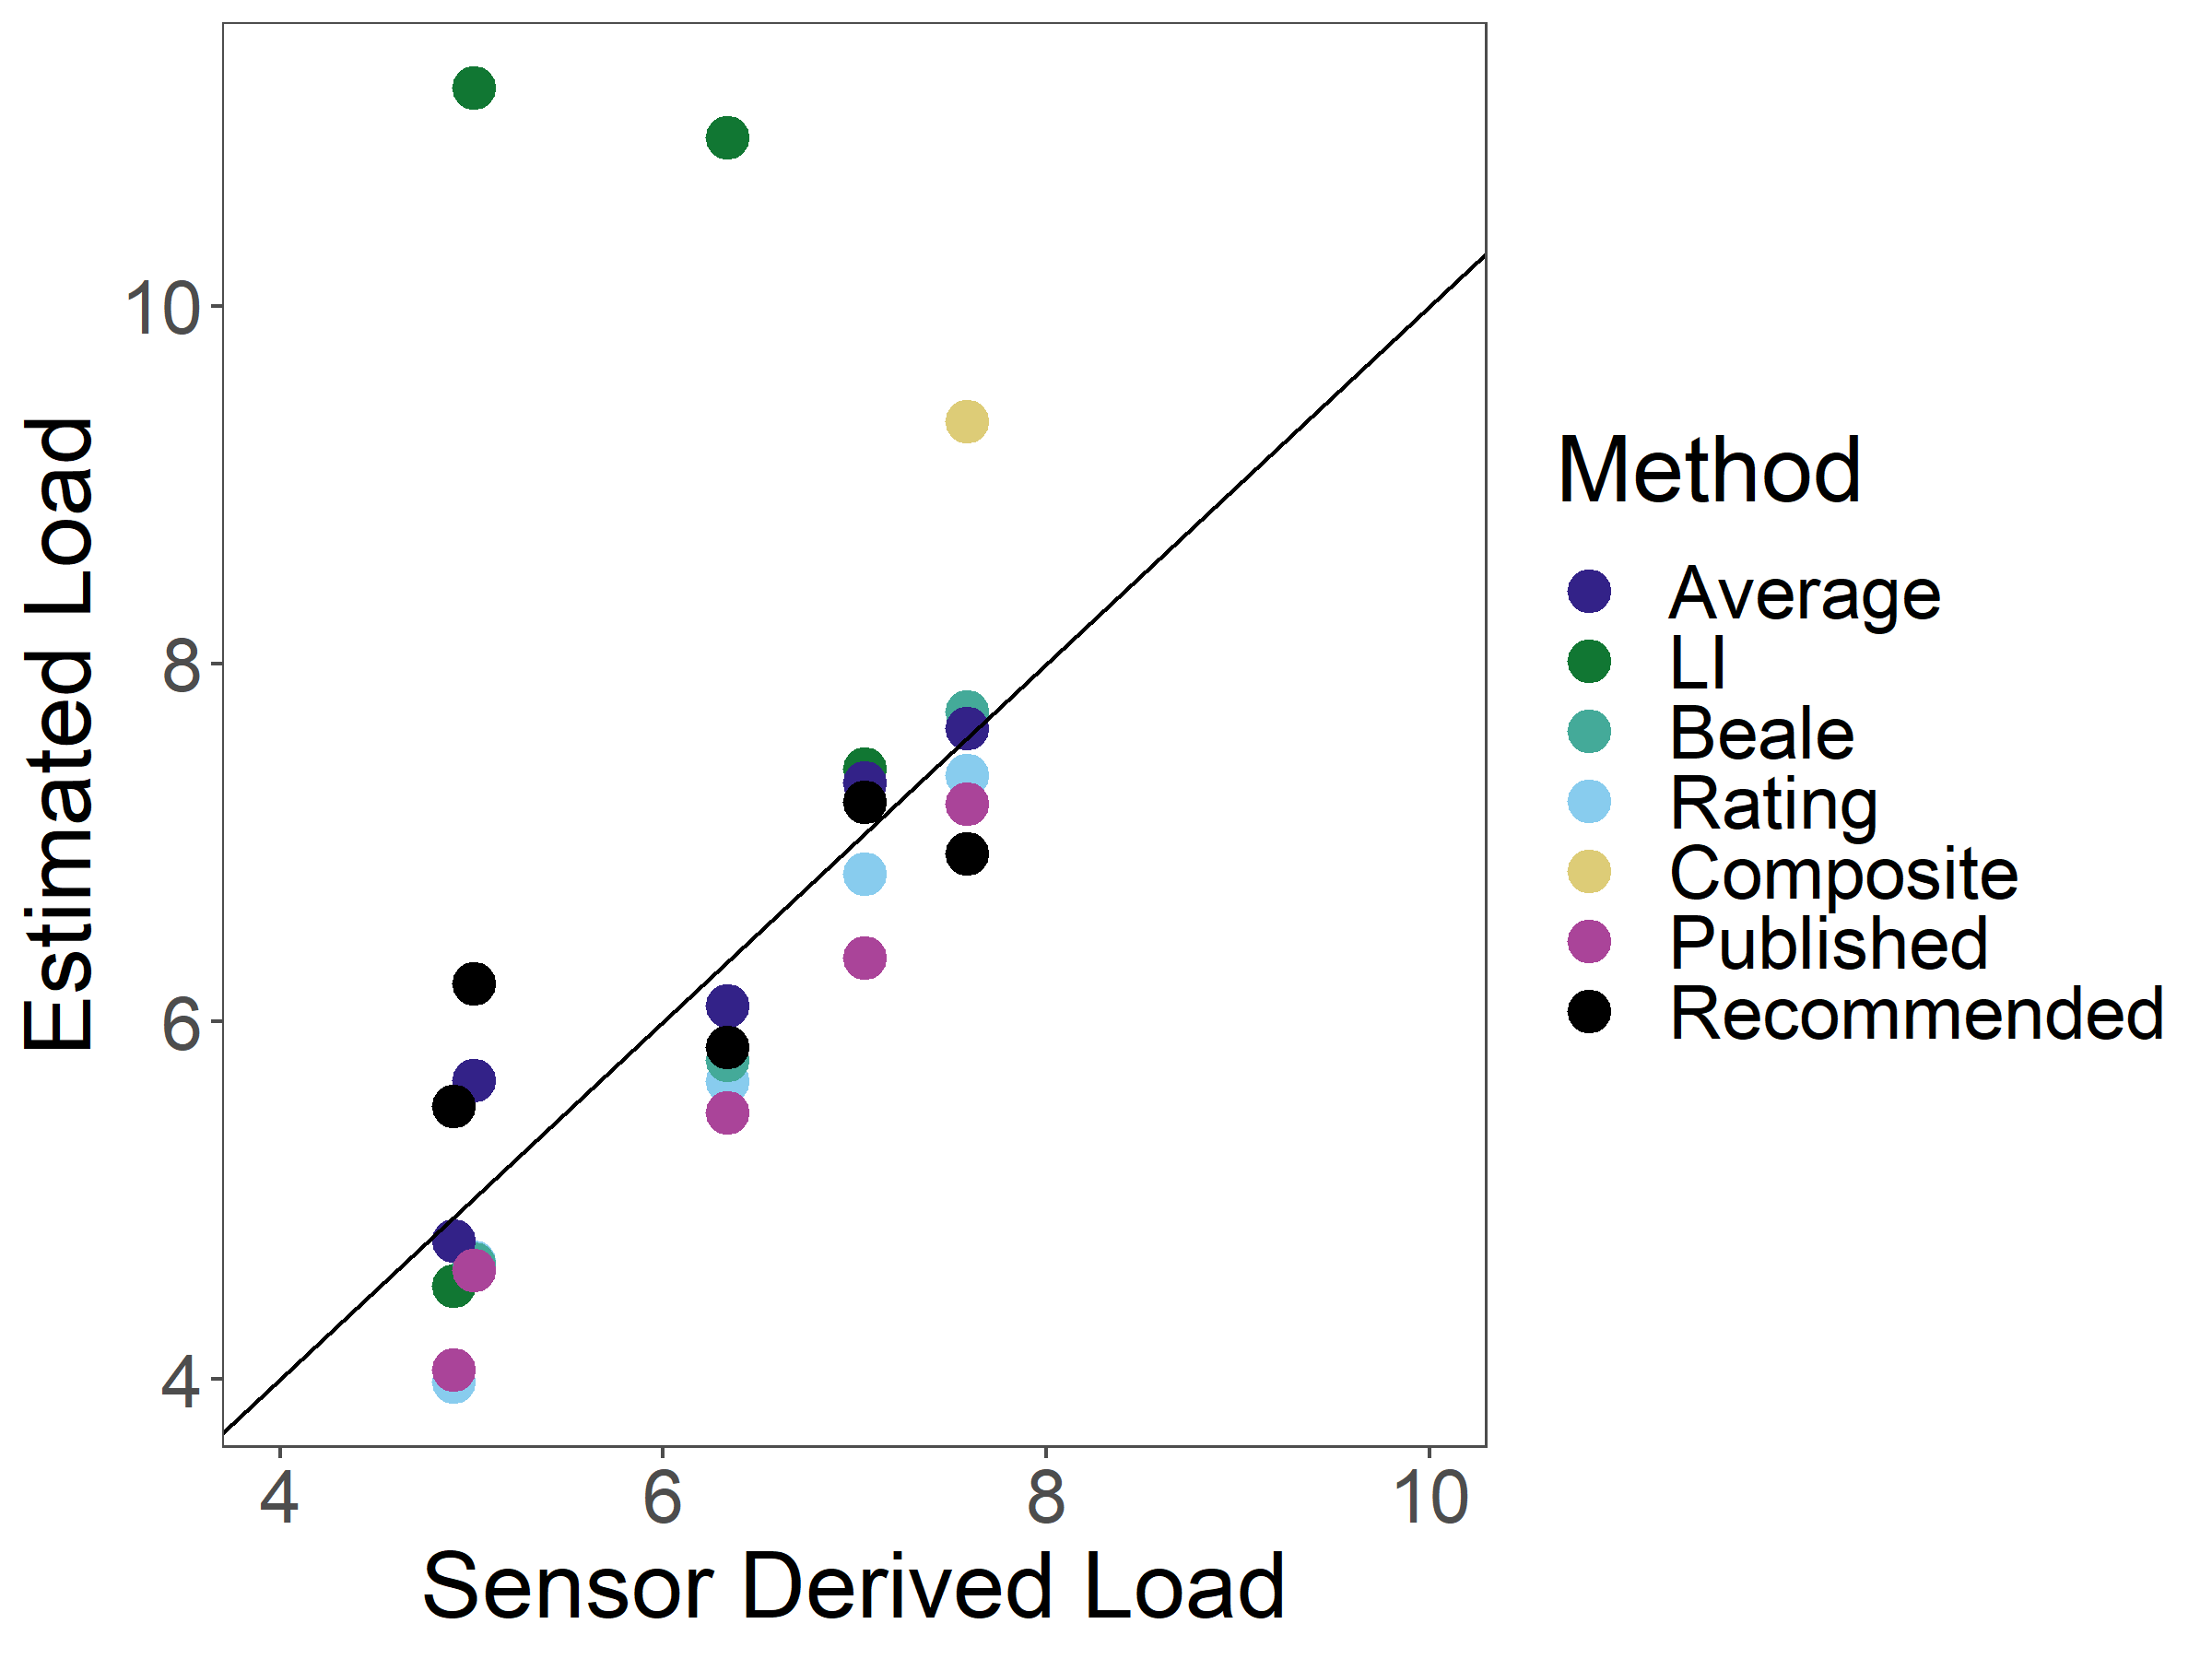 Estimated Load
10
8
6
4
4 6 8 10
Sensor Derived Load
Method
Average
LI
Beale
Rating
Composite
Published
Recommended